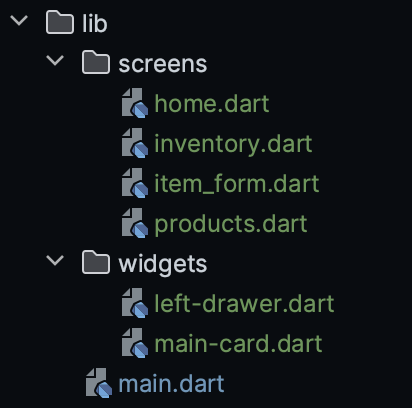 lib
screens
home.dart
inventory.dart
item_form.dart
products.dart
widgets
left-drawer.dart
main-card.dart
main.dart